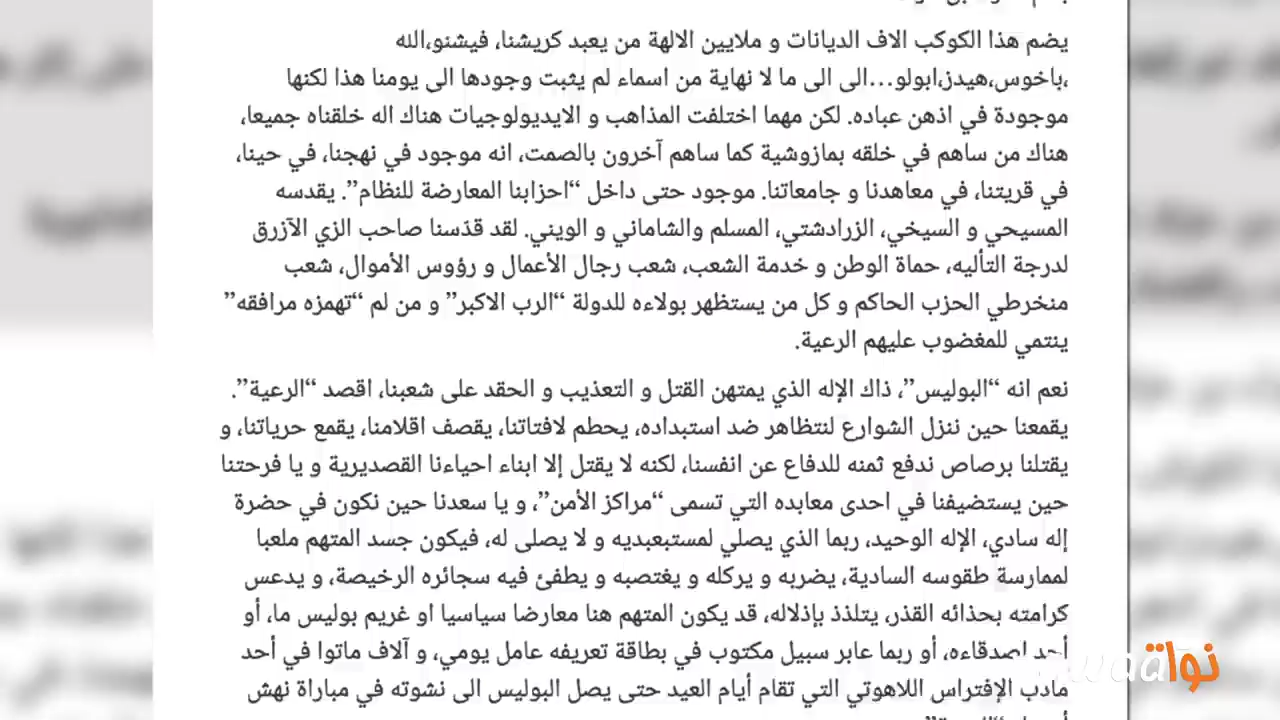 يضم هذا الكوكب الاف الديانات و ملايين الالهة من يعبد كريشنا، فيشنو،الله
،باخوس،هيدز،ابولو...الى الى ما لا نهاية من اسماء لم يثبت وجودها الى يومنا هذا لكنها
موجودة في اذهن عباده. لكن مهما اختلفت المذاهب و الايديولوجيات هناك اله خلقناه جميعا،
هناك من ساهم في خلقه بمازوشية كما ساهم آخرون بالصمت، انه موجود في نهجنا، في حينا،
في قريتنا، في معاهدنا و جامعاتنا. موجود حتى داخل “احزابنا المعارضة للنظام”. يقدسه
المسيحي و السيخي، الزرادشتي، المسلم والشاماني و الويني. لقد قدّسنا صاحب الزي الآزرق
لدرجة التأليه، حماة الوطن و خدمة الشعب، شعب رجال الأعمال و رؤوس الأموال، شعب
منخرطي الحزب الحاكم و كل من يستظهر بولاءه للدولة “الرب الاكبر” و من لم “تهمزه مرافقه”
ينتمي للمغضوب عليهم الرعية.
نعم انه “البوليس”، ذاك الإله الذي يمتهن القتل و التعذيب و الحقد على شعبنا، اقصد “الرعية”.
يقمعنا حين ننزل الشوارع لنتظاهر ضد استبداده، يحطم لافتاتنا، يقصف اقلامنا، يقمع حرياتنا، و
يقتلنا برصاص ندفع ثمنه للدفاع عن انفسنا، لكنه لا يقتل إلا ابناء احياءنا القصديرية و يا فرحتنا
حين يستضيفنا في احدى معابده التي تسمى “مراكز الأمن”، و يا سعدنا حين نكون في حضرة
إله سادي، الإله الوحيد، ربما الذي يصلي لمستبعبديه و لا يصلى له، فيكون جسد المتهم ملعبا
لممارسة طقوسه السادية، يضربه و يركله و يغتصبه و يطفئ فيه سجائره الرخيصة، و يدعس
كرامته بحذائه القذر، يتلذذ بإذلاله، قد يكون المتهم هنا معارضا سياسيا او غريم بوليس ما، أو
أحد اصدقاءه، أو ربما عابر سبيل مكتوب في بطاقة تعريفه عامل يومي، و آلاف ماتوا في أحد
مادب الإفتراس اللاهوتي التي تقام أيام العيد حتى يصل البوليس الى نشوته في مباراة نهش
نواة